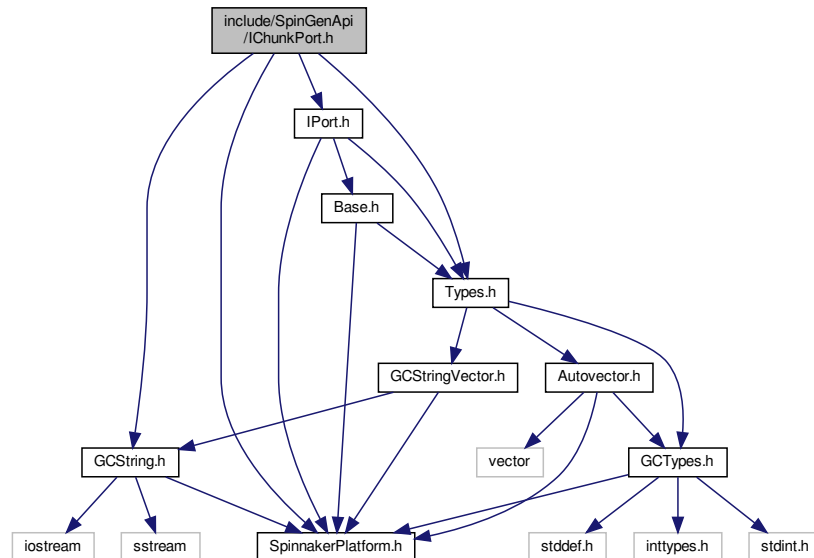 include/SpinGenApi
/IChunkPort.h
IPort.h
Base.h
Types.h
GCStringVector.h
Autovector.h
GCString.h
vector
GCTypes.h
iostream
sstream
SpinnakerPlatform.h
stddef.h
inttypes.h
stdint.h